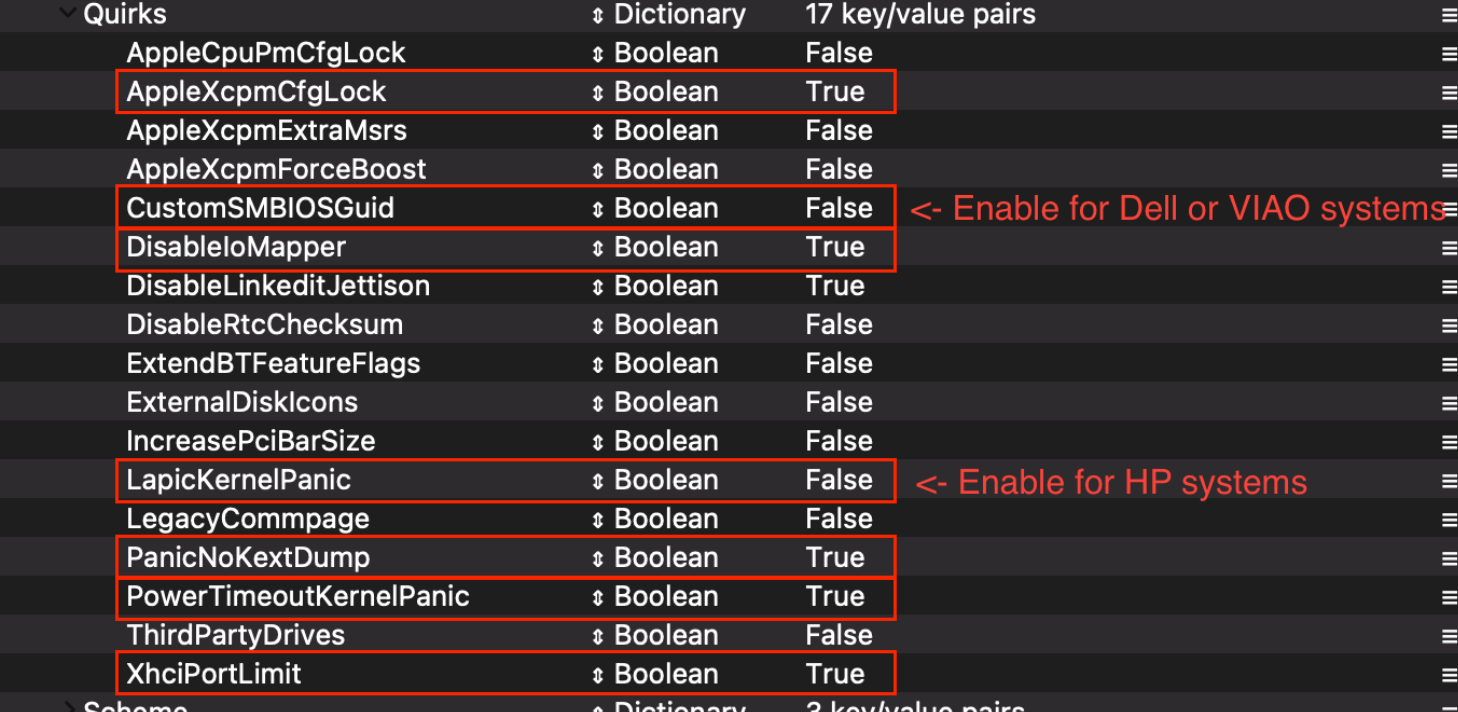 Quirks Dictionary 17 key/value pairs
AppleCpuPmCfgLock Boolean False
AppleXcpmCfgLock Boolean True
AppleXcpmExtraMsrs Boolean False
AppleXcpmForceBoost Boolean False
CustomSMBIOSGuid Boolean False <- Enable for Dell or VIAO systems
DisableIoMapper Boolean True
DisableLinkeditJettison Boolean True
DisableRtcChecksum Boolean False
ExtendBTFeatureFlags Boolean False
ExternalDiskIcons Boolean False
IncreasePciBarSize Boolean False
LapicKernelPanic Boolean False <- Enable for HP systems
LegacyCommpage Boolean False
PanicNoKextDump Boolean True
PowerTimeoutKernelPanic Boolean True
ThirdPartyDrives Boolean False
XhciPortLimit Boolean True
Scheme Dictionary 3 key/value pairs